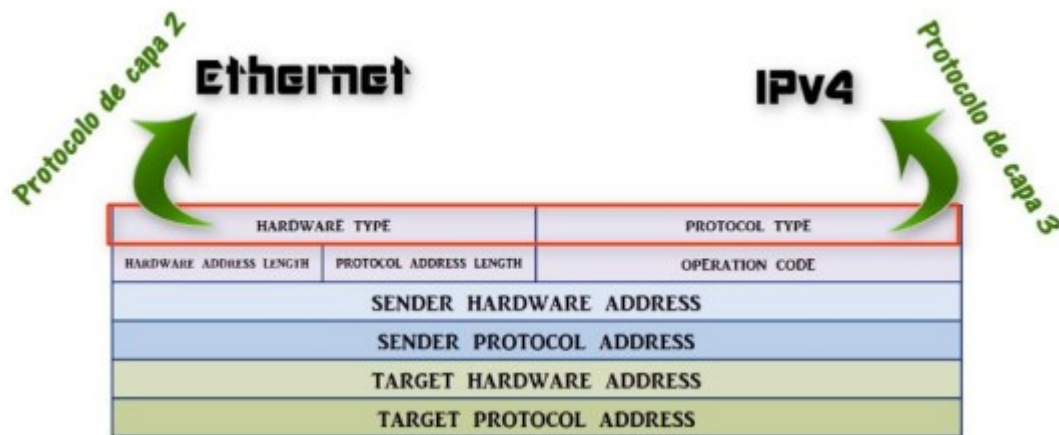 Protocolo de capa 2
Ethernet
IPv4
Protocolo de capa 3
HARDWARE TYPE
PROTOCOL TYPE
HARDWARE ADDRESS LENGTH
PROTOCOL ADDRESS LENGTH
OPERATION CODE
SENDER HARDWARE ADDRESS
SENDER PROTOCOL ADDRESS
TARGET HARDWARE ADDRESS
TARGET PROTOCOL ADDRESS